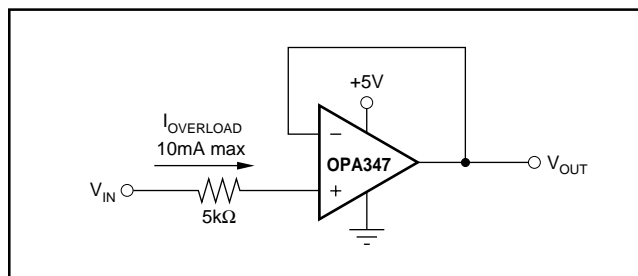 +5V
I_OVERLOAD
10mA max
−
OPA347
V_OUT
V_IN
+
5kΩ